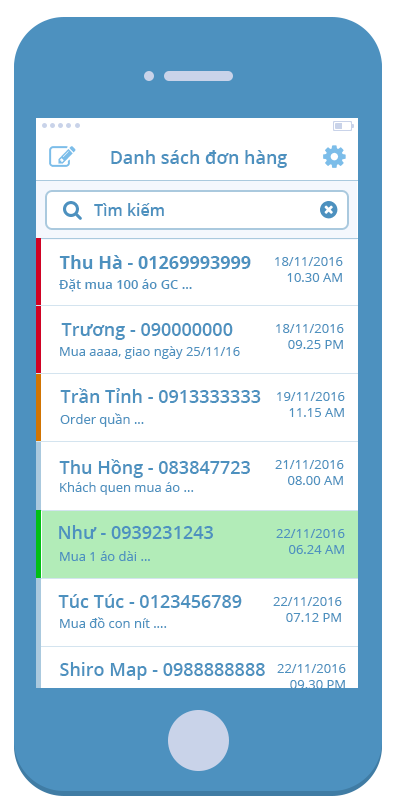 Danh sách đơn hàng
Tìm kiếm
Thu Hà - 01269993999 18/11/2016
Đặt mua 100 áo GC ... 10.30 AM
Trương - 090000000 18/11/2016
Mua aaaa, giao ngày 25/11/16 09.25 PM
Trần Tỉnh - 0913333333 19/11/2016
Order quần ... 11.15 AM
Thu Hồng - 083847723 21/11/2016
Khách quen mua áo ... 08.00 AM
Như - 0939231243 22/11/2016
Mua 1 áo dài ... 06.24 AM
Túc Túc - 0123456789 22/11/2016
Mua đồ con nít .... 07.12 PM
Shiro Map - 0988888888 22/11/2016
09.30 PM